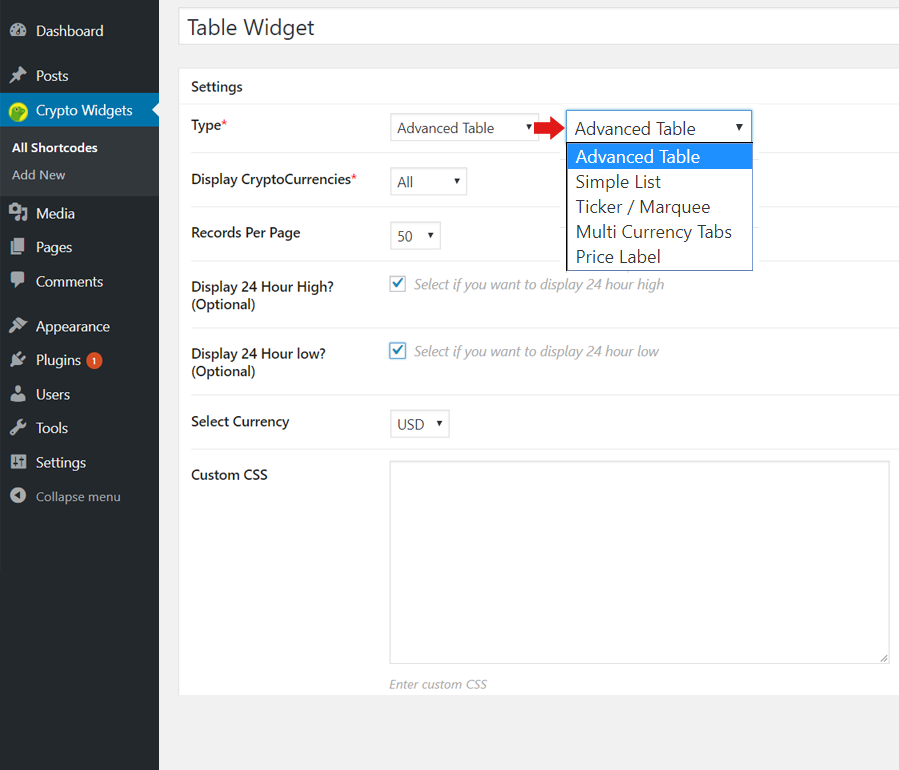 Dashboard
Posts
Crypto Widgets
All Shortcodes
Add New
Media
Pages
Comments
Appearance
Plugins 1
Users
Tools
Settings
Collapse menu
Table Widget
Settings
Type*
Advanced Table
Advanced Table
Advanced Table
Simple List
Ticker / Marquee
Multi Currency Tabs
Price Label
Display CryptoCurrencies*
All
Records Per Page
50
Display 24 Hour High?
(Optional)
Select if you want to display 24 hour high
Display 24 Hour low?
(Optional)
Select if you want to display 24 hour low
Select Currency
USD
Custom CSS
Enter custom CSS